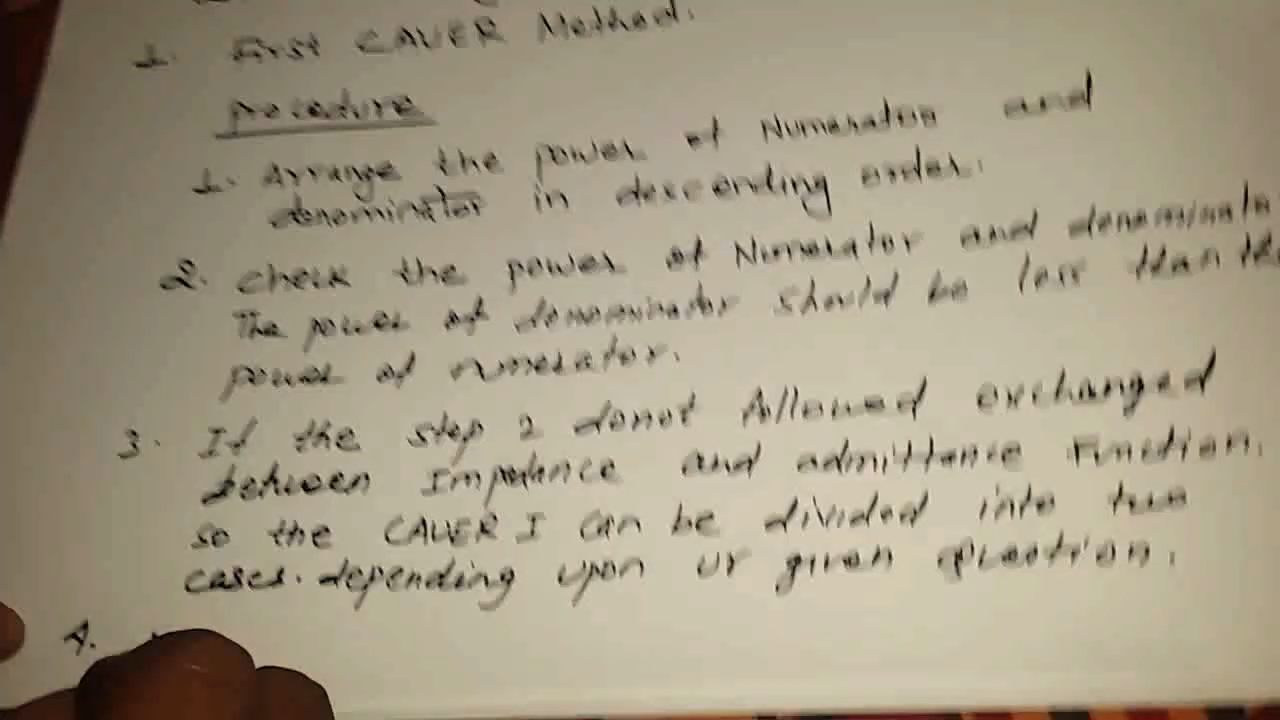 1. First CAUER Method.
procedure
1. Arrange the power of Numerator and
denominator in descending order.
2. check the power of Numerator and denominato
The power of denominator should be less than the
power of numerator.
3. If the step 2 donot Allowed exchanged
between Impedance and admittance Function.
so the CAUER I can be divided into two
cases. depending upon ur given question.
4.